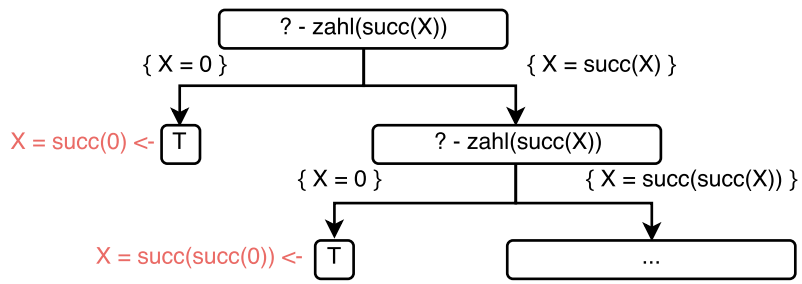 ? - zahl(succ(X))
{ X = 0 }
{ X = succ(X) }
X = succ(0) <-
T
? - zahl(succ(X))
{ X = 0 }
{ X = succ(succ(X)) }
X = succ(succ(0)) <-
T
...